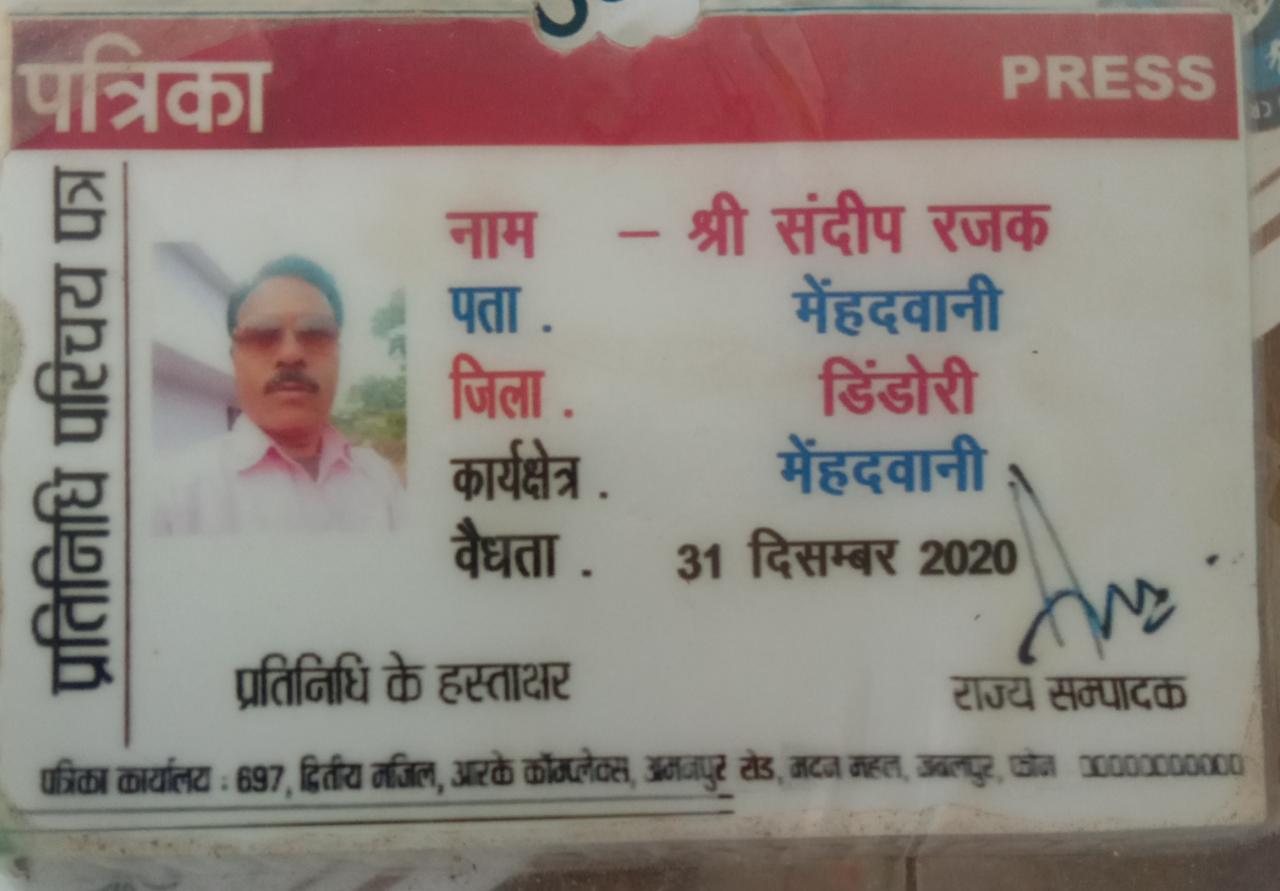 पत्रिका
PRESS
प्रतिनिधि परिचय पत्र
नाम – श्री संदीप रजक
पता . मेंहदवानी
जिला . डिंडोरी
कार्यक्षेत्र . मेंहदवानी
वैधता . 31 दिसम्बर 2020
प्रतिनिधि के हस्ताक्षर
राज्य सम्पादक
पत्रिका कार्यालय : 697, द्वितीय मंजिल, आरके कॉम्पलेक्स, अमनपुर रोड, मदन महल, जबलपुर, फोन